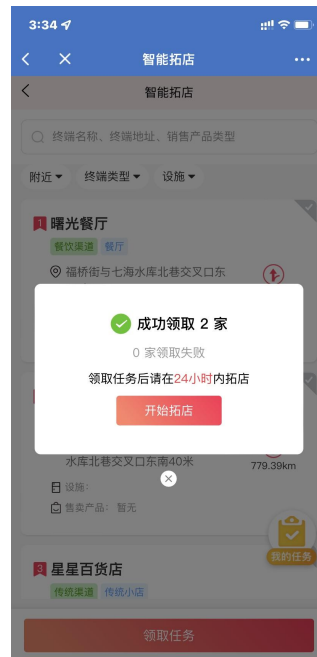 3:34
智能拓店
智能拓店
终端名称、终端地址、销售产品类型
附近 终端类型 设施
1 曙光餐厅
餐饮渠道 餐厅
福桥街与七海水库北巷交叉口东
成功领取 2 家
0 家领取失败
领取任务后请在24小时内拓店
开始拓店
水库北巷交叉口东南40米
779.39km
设施：
售卖产品：暂无
我的任务
3 星星百货店
传统渠道 传统小店
领取任务